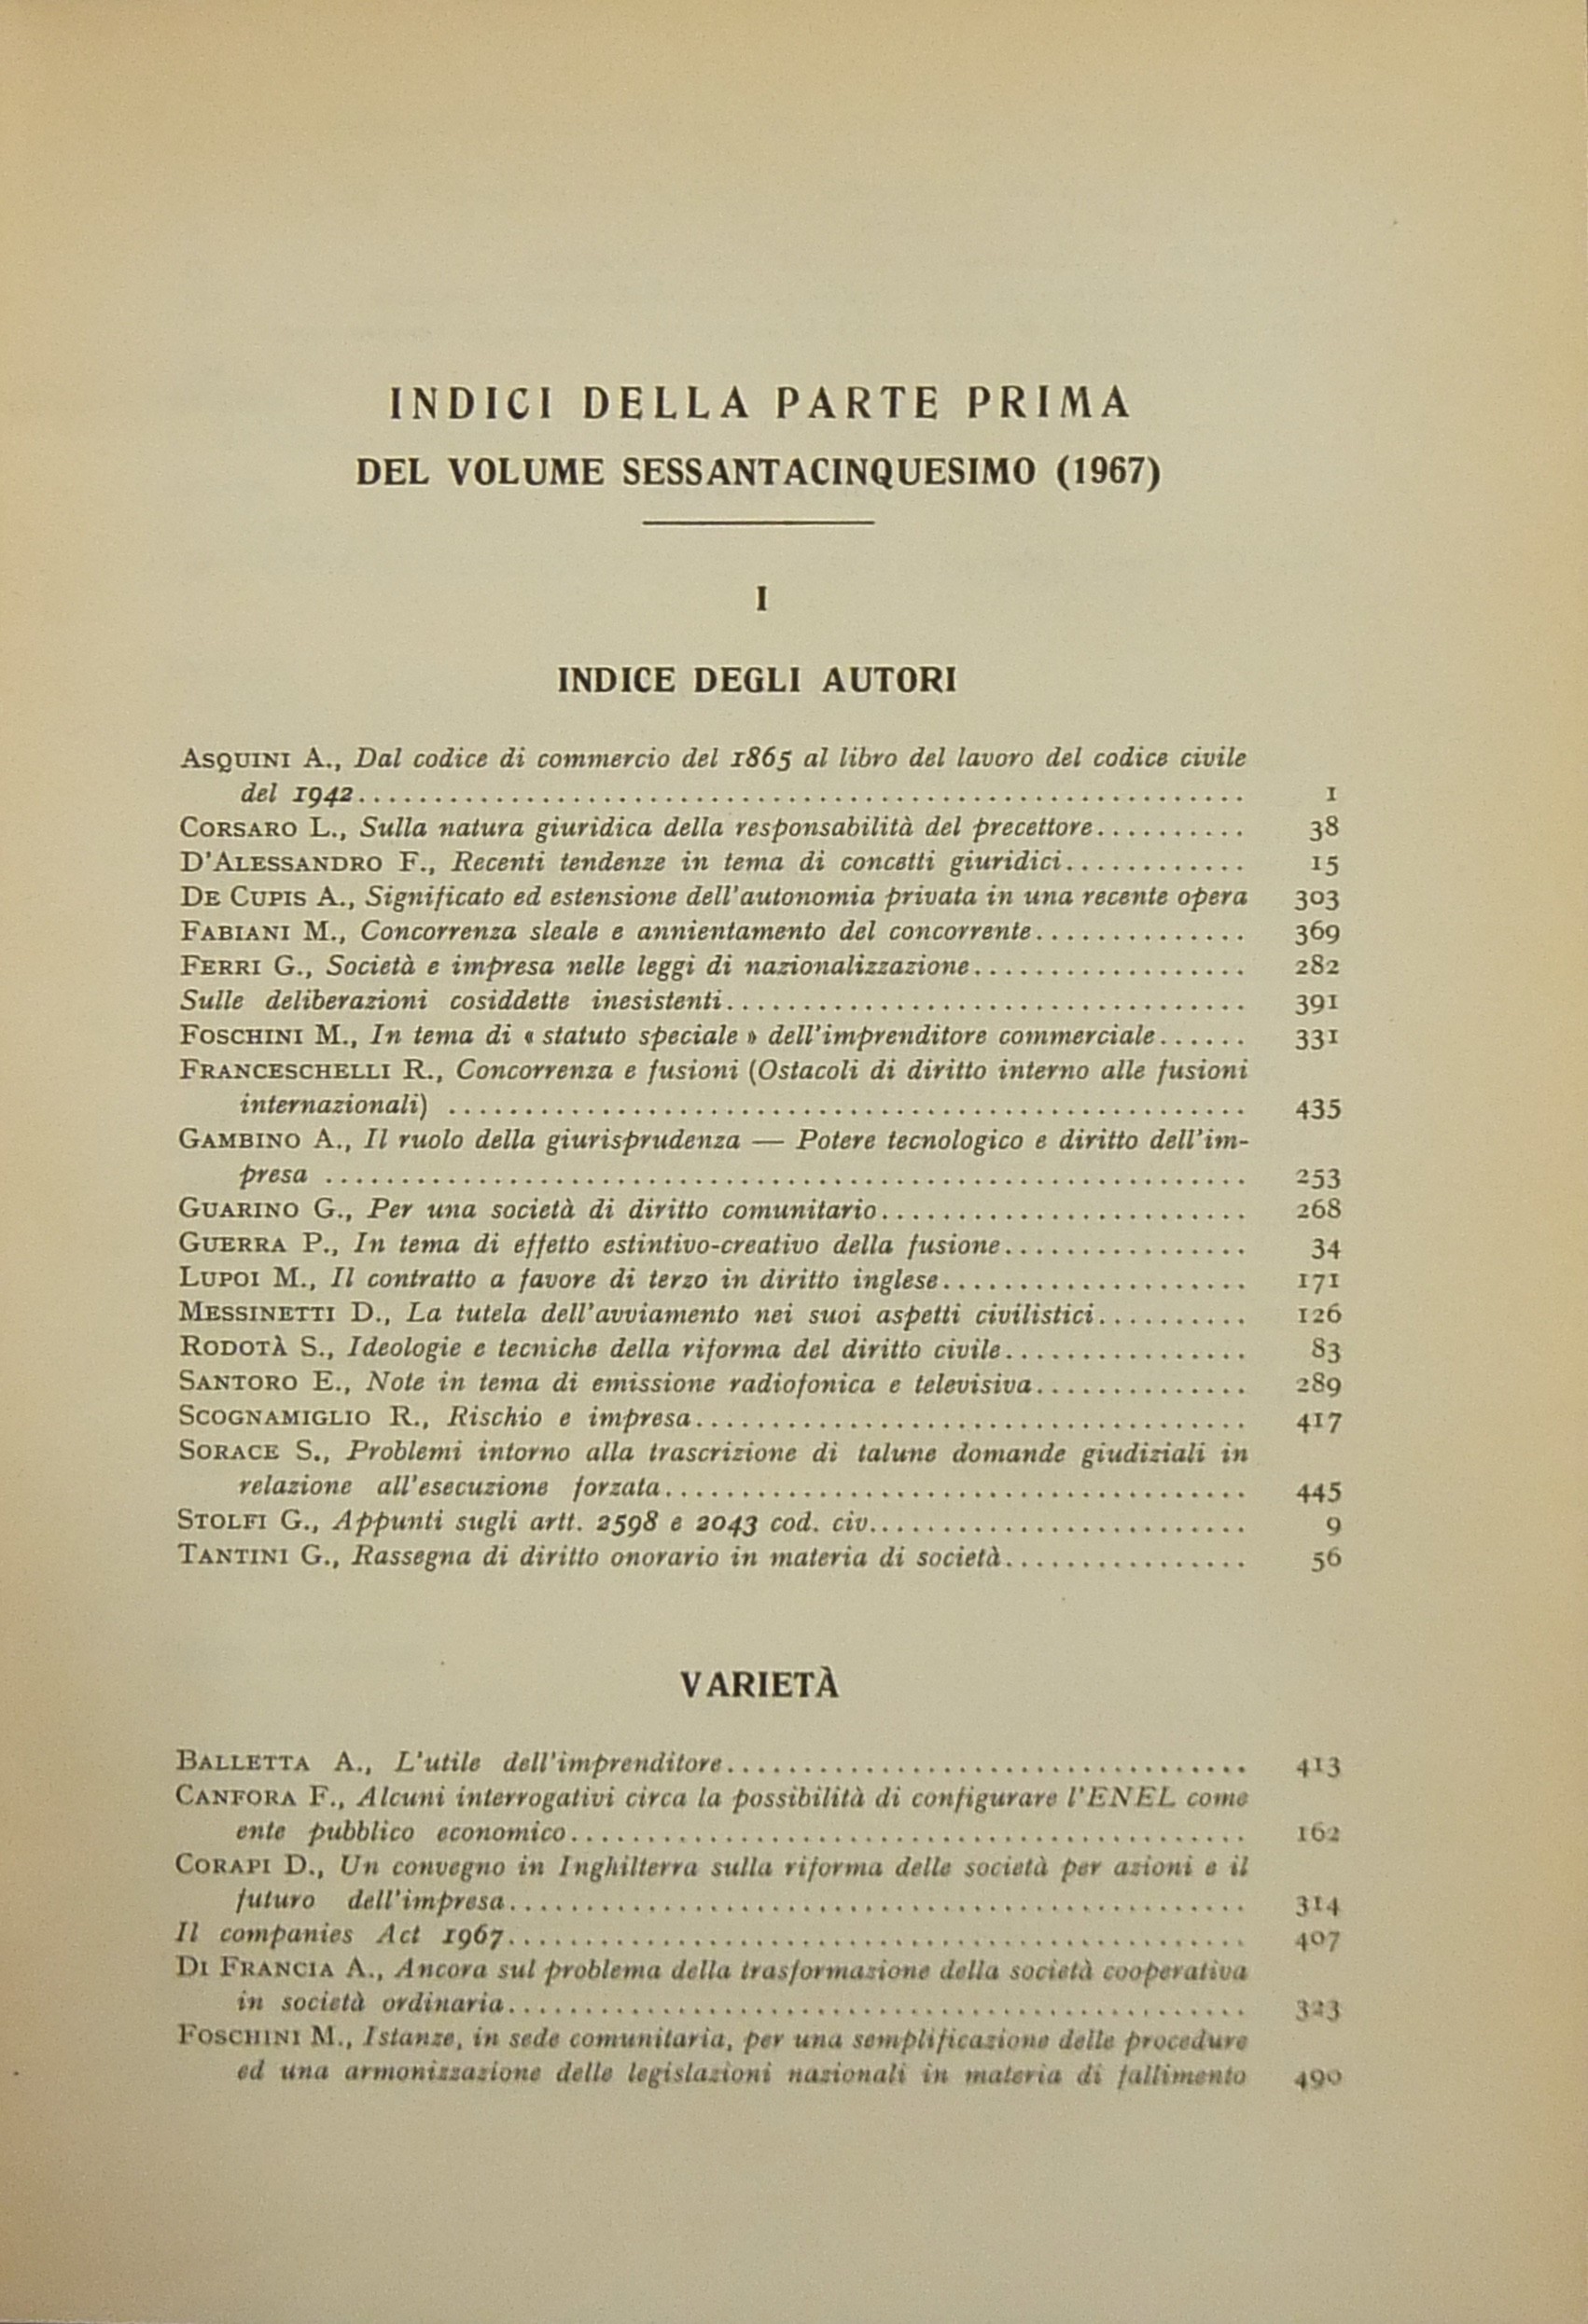 INDICI DELLA PARTE PRIMA
DEL VOLUME SESSANTACINQUESIMO (1967)
I
INDICE DEGLI AUTORI
ASQUINI A., Dal codice di commercio del 1865 al libro del lavoro del codice civile
del 1942.......................................................... 1
CORSARO L., Sulla natura giuridica della responsabilità del precettore.......... 38
D'ALESSANDRO F., Recenti tendenze in tema di concetti giuridici............ 15
DE CUPIS A., Significato ed estensione dell'autonomia privata in una recente opera 303
FABIANI M., Concorrenza sleale e annientamento del concorrente.............. 369
FERRI G., Società e impresa nelle leggi di nazionalizzazione.................. 282
Sulle deliberazioni cosiddette inesistenti.................................. 391
FOSCHINI M., In tema di « statuto speciale » dell'imprenditore commerciale...... 331
FRANCESCHELLI R., Concorrenza e fusioni (Ostacoli di diritto interno alle fusioni
internazionali) .................................................... 435
GAMBINO A., Il ruolo della giurisprudenza — Potere tecnologico e diritto dell'im-
presa ............................................................ 253
GUARINO G., Per una società di diritto comunitario........................ 268
GUERRA P., In tema di effetto estintivo-creativo della fusione................ 34
LUPOI M., Il contratto a favore di terzo in diritto inglese.................... 171
MESSINETTI D., La tutela dell'avviamento nei suoi aspetti civilistici.......... 126
RODOTÀ S., Ideologie e tecniche della riforma del diritto civile................ 83
SANTORO E., Note in tema di emissione radiofonica e televisiva.............. 289
SCOGNAMIGLIO R., Rischio e impresa.................................... 417
SORACE S., Problemi intorno alla trascrizione di talune domande giudiziali in
relazione all'esecuzione forzata...................................... 445
STOLFI G., Appunti sugli artt. 2598 e 2043 cod. civ......................... 9
TANTINI G., Rassegna di diritto onorario in materia di società................ 56
VARIETÀ
BALLETTA A., L'utile dell'imprenditore.................................. 413
CANFORA F., Alcuni interrogativi circa la possibilità di configurare l'ENEL come
ente pubblico economico............................................ 162
CORAPI D., Un convegno in Inghilterra sulla riforma delle società per azioni e il
futuro dell'impresa................................................ 314
Il companies Act 1967................................................ 407
DI FRANCIA A., Ancora sul problema della trasformazione della società cooperativa
in società ordinaria................................................ 323
FOSCHINI M., Istanze, in sede comunitaria, per una semplificazione delle procedure
ed una armonizzazione delle legislazioni nazionali in materia di fallimento 490